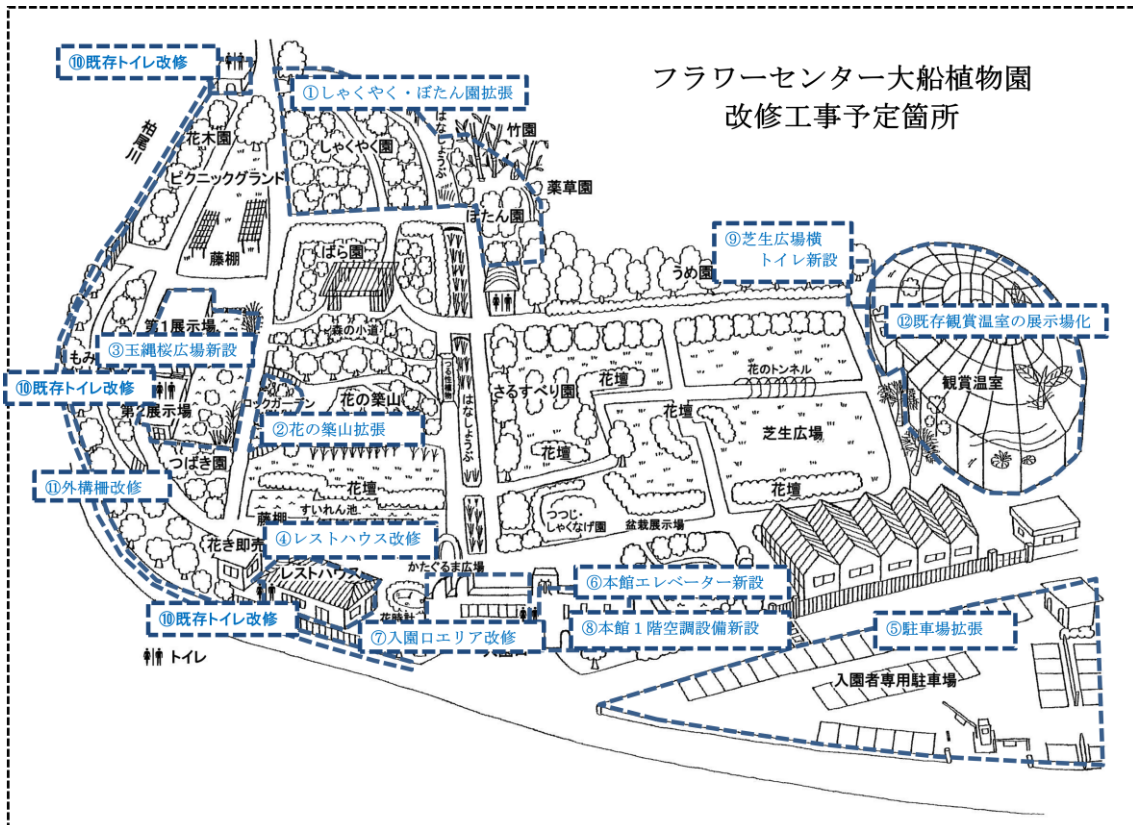 フラワーセンター大船植物園
改修工事予定箇所
⑩既存トイレ改修
①しゃくやく・ぼたん園拡張
柏尾川
花木園
しゃくやく園
はなしょうぶ
竹園
ピクニックグランド
薬草園
ぼたん園
⑨芝生広場横
トイレ新設
藤棚
ばら園
うめ園
第1展示場
森の小道
⑫既存観賞温室の展示場化
③玉縄桜広場新設
もみ
花のトンネル
観賞温室
⑩既存トイレ改修
第2展示場
ロックガーデン
花の築山
つる性植物
はなしょうぶ
さるすべり園
花壇
花壇
芝生広場
②花の築山拡張
つばき園
花壇
⑪外構柵改修
花壇
花壇
すいれん池
藤棚
つつじ・
しゃくなげ園
盆栽展示場
花き即売
④レストハウス改修
かたぐるま広場
レストハウス
⑥本館エレベーター新設
花時計
⑩既存トイレ改修
⑦入園口エリア改修
⑧本館1階空調設備新設
⑤駐車場拡張
トイレ
入園者専用駐車場